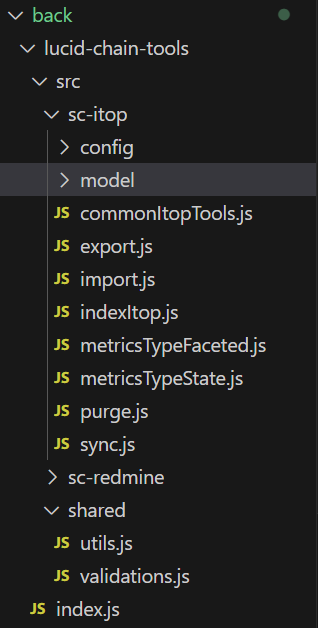 back
lucid-chain-tools
src
sc-itop
config
model
JS commonItopTools.js
JS export.js
JS import.js
JS indexItop.js
JS metricsTypeFaceted.js
JS metricsTypeState.js
JS purge.js
JS sync.js
sc-redmine
shared
JS utils.js
JS validations.js
JS index.js